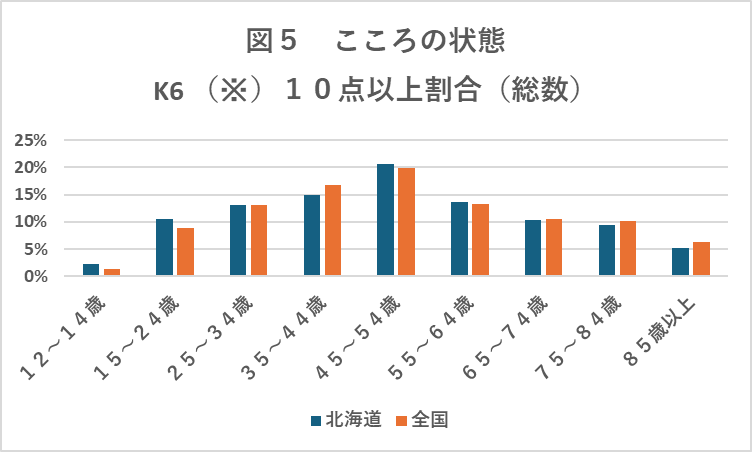 図５　こころの状態
K6（※）１０点以上割合（総数）
25%
20%
15%
10%
5%
0%
１２～１４歳
１５～２４歳
２５～３４歳
３５～４４歳
４５～５４歳
５５～６４歳
６５～７４歳
７５～８４歳
８５歳以上
北海道
全国